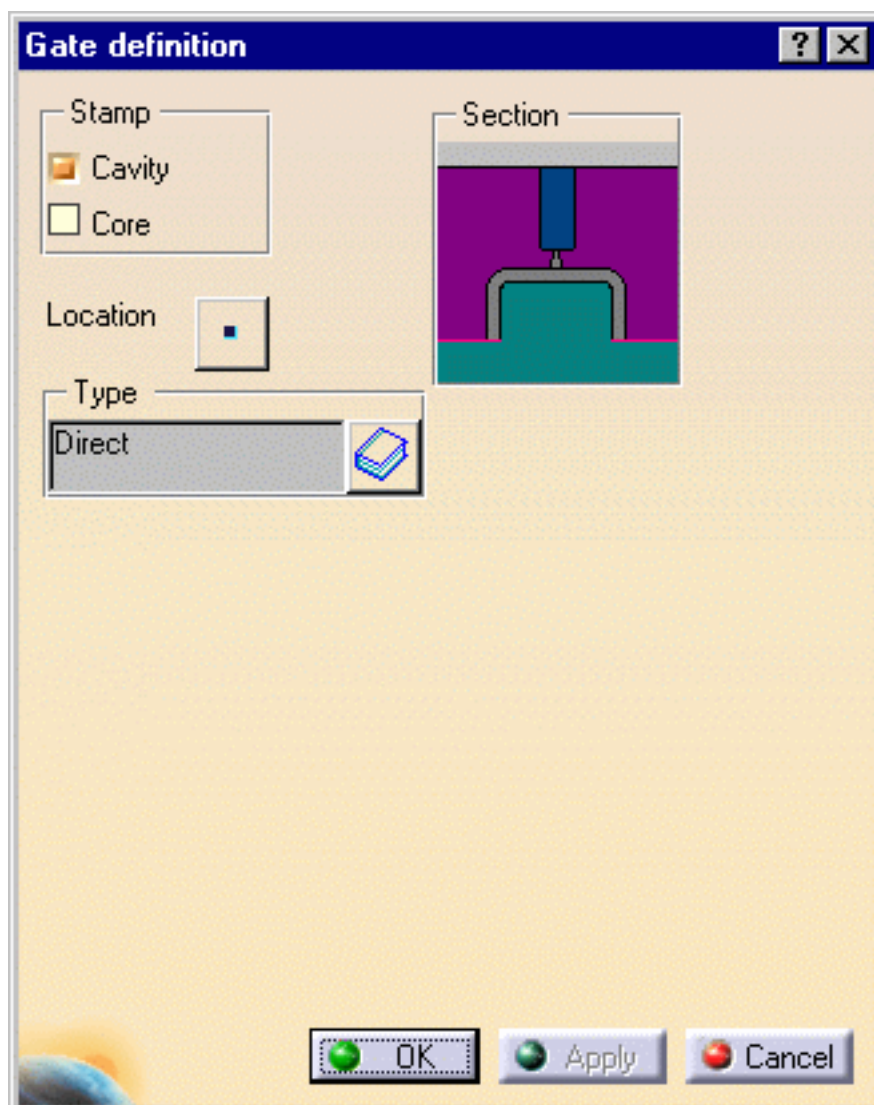 Gate definition
Stamp
Cavity
Core
Section
Location
Type
Direct
OK
Apply
Cancel